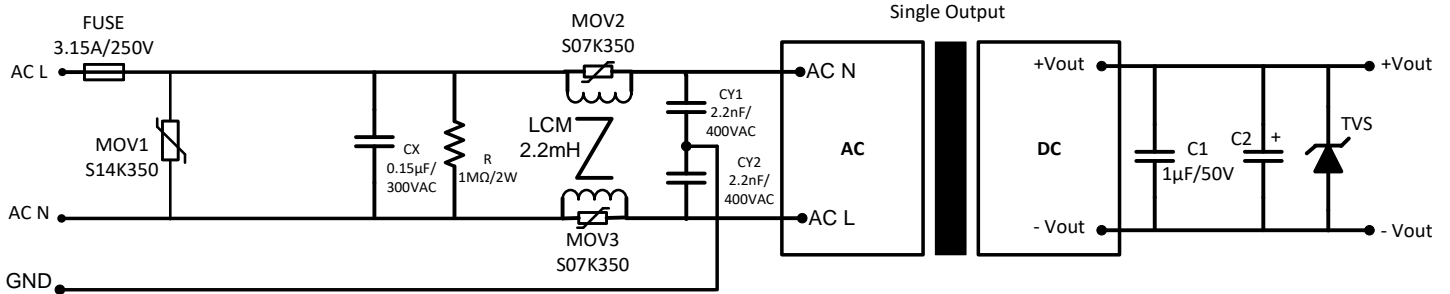 Single Output
FUSE
3.15A/250V
MOV2
S07K350
AC L
AC N
+Vout
+Vout
MOV1
S14K350
CX
0.15µF/
300VAC
R
1MΩ/2W
LCM
2.2mH
CY1
2.2nF/
400VAC
CY2
2.2nF/
400VAC
AC
DC
C1
1µF/50V
C2
+
TVS
AC N
MOV3
S07K350
AC L
- Vout
- Vout
GND